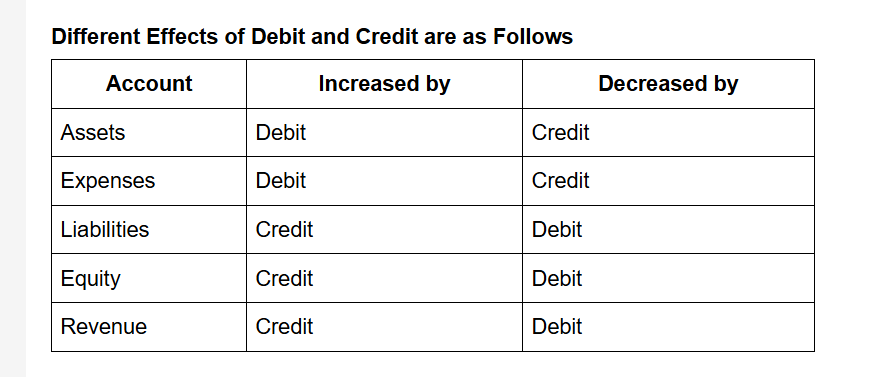 Different Effects of Debit and Credit are as Follows
Account Increased by Decreased by
Assets Debit Credit
Expenses Debit Credit
Liabilities Credit Debit
Equity Credit Debit
Revenue Credit Debit